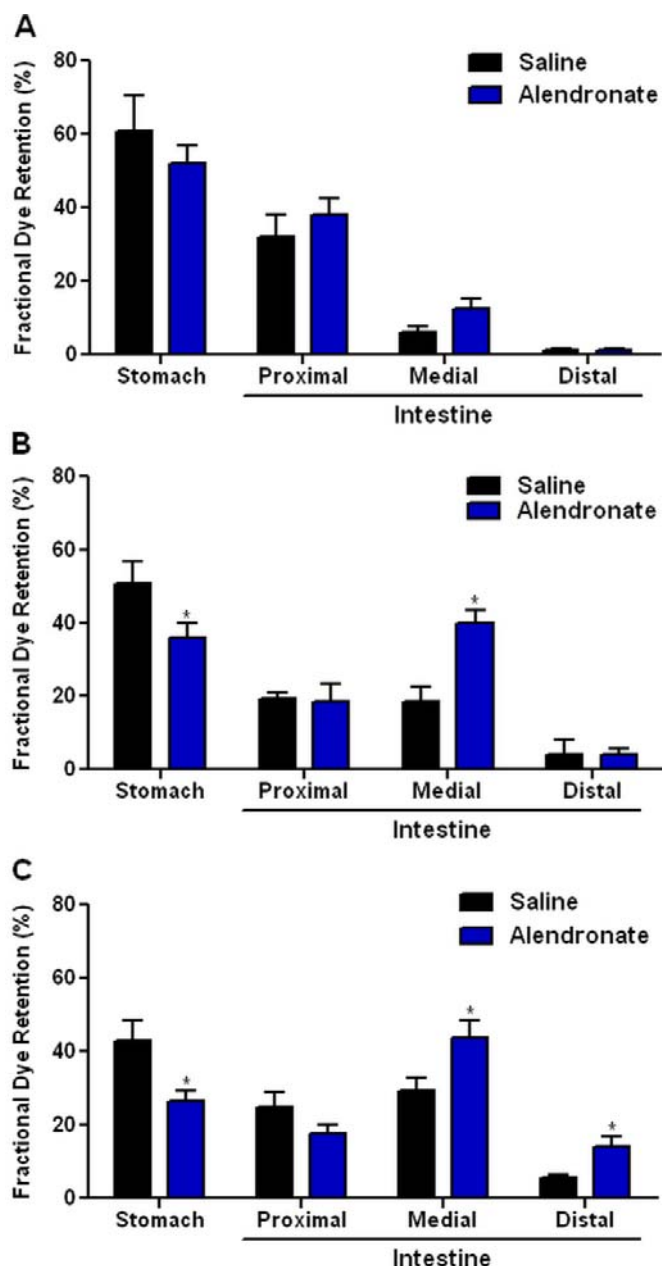 A
Fractional Dye Retention (%)
80
60
40
20
0
Saline
Alendronate
Stomach Proximal Medial Distal
Intestine
B
Fractional Dye Retention (%)
80
60
40
20
0
Saline
Alendronate
*
*
Stomach Proximal Medial Distal
Intestine
C
Fractional Dye Retention (%)
80
60
40
20
0
Saline
Alendronate
*
*
*
Stomach Proximal Medial Distal
Intestine